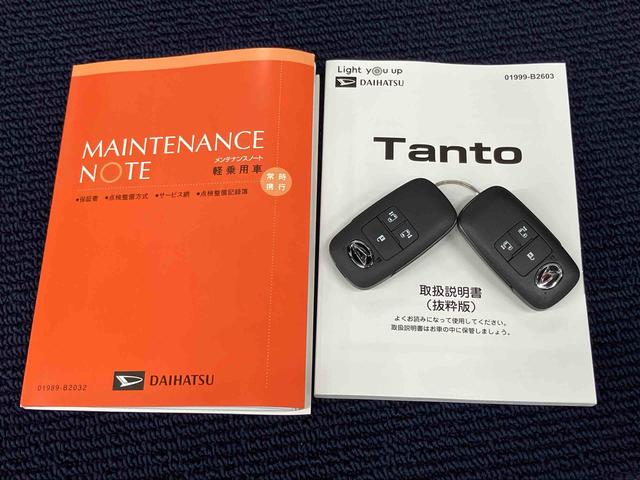 MAINTENANCE
NOTE
メンテナンスノート
軽乗用車
常時
携行
●保証書 ●点検整備方式 ●サービス網 ●点検整備記録簿
DAIHATSU
01989-B2032
Light you up
DAIHATSU
01999-B2603
Tanto
取扱説明書
(抜粋版)
よくお読みになって使用してください。
取扱説明書はお車の中に保管しましょう。